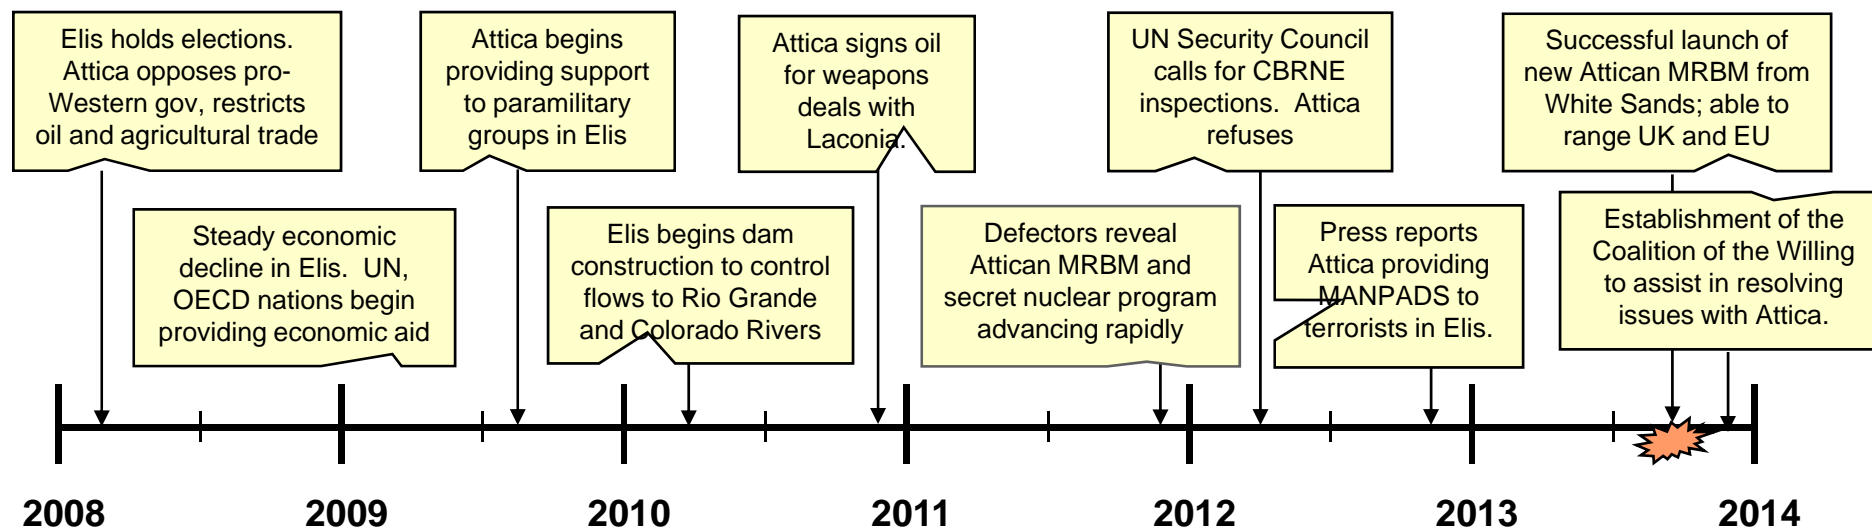 Elis holds elections.
Attica opposes pro-
Western gov, restricts
oil and agricultural trade
Attica begins
providing support
to paramilitary
groups in Elis
Attica signs oil
for weapons
deals with
Laconia.
UN Security Council
calls for CBRNE
inspections.  Attica
refuses
Successful launch of
new Attican MRBM from
White Sands; able to
range UK and EU
Steady economic
decline in Elis.  UN,
OECD nations begin
providing economic aid
Elis begins dam
construction to control
flows to Rio Grande
and Colorado Rivers
Defectors reveal
Attican MRBM and
secret nuclear program
advancing rapidly
Press reports
Attica providing
MANPADS to
terrorists in Elis.
Establishment of the
Coalition of the Willing
to assist in resolving
issues with Attica.
2008 2009 2010 2011 2012 2013 2014